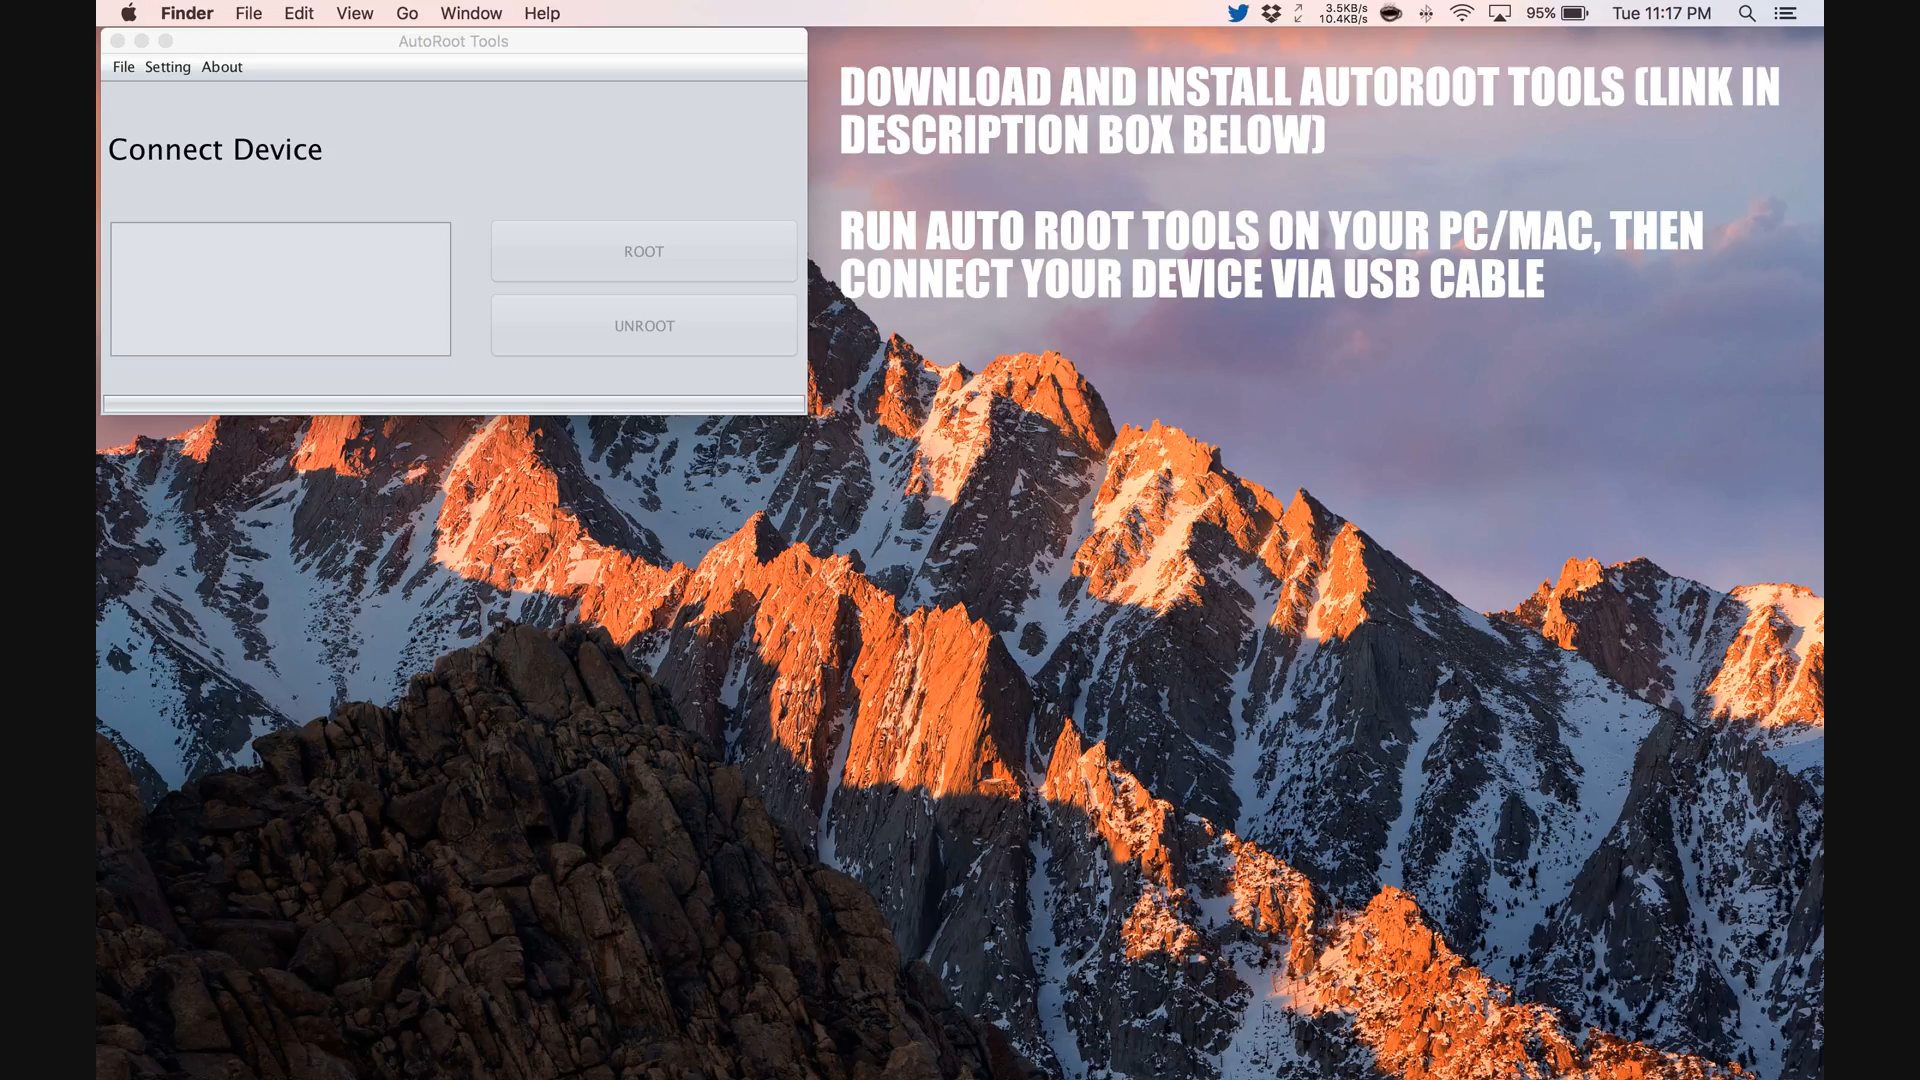 Finder File Edit View Go Window Help 3.5KB/s 10.4KB/s 95% Tue 11:17 PM
AutoRoot Tools
File Setting About
Connect Device
ROOT
UNROOT
DOWNLOAD AND INSTALL AUTOROOT TOOLS (LINK IN
DESCRIPTION BOX BELOW)
RUN AUTO ROOT TOOLS ON YOUR PC/MAC, THEN
CONNECT YOUR DEVICE VIA USB CABLE